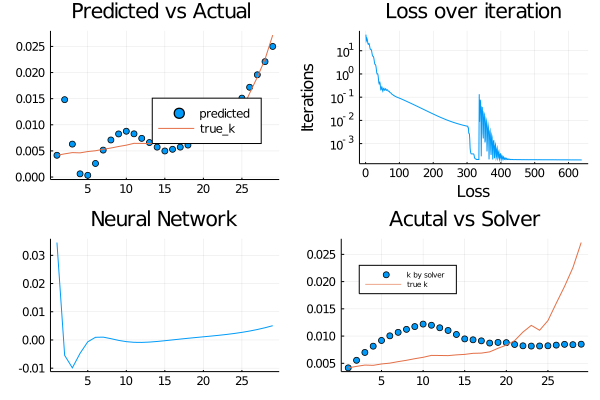 Predicted vs Actual
0.025
0.020
0.015
0.010
0.005
0.000
predicted
true_k
5 10 15 20 25
Loss over iteration
Iterations
10¹
10⁰
10⁻¹
10⁻²
10⁻³
0 100 200 300 400 500 600
Loss
Neural Network
0.03
0.02
0.01
0.00
-0.01
5 10 15 20 25
Acutal vs Solver
0.025
0.020
0.015
0.010
0.005
k by solver
true k
5 10 15 20 25